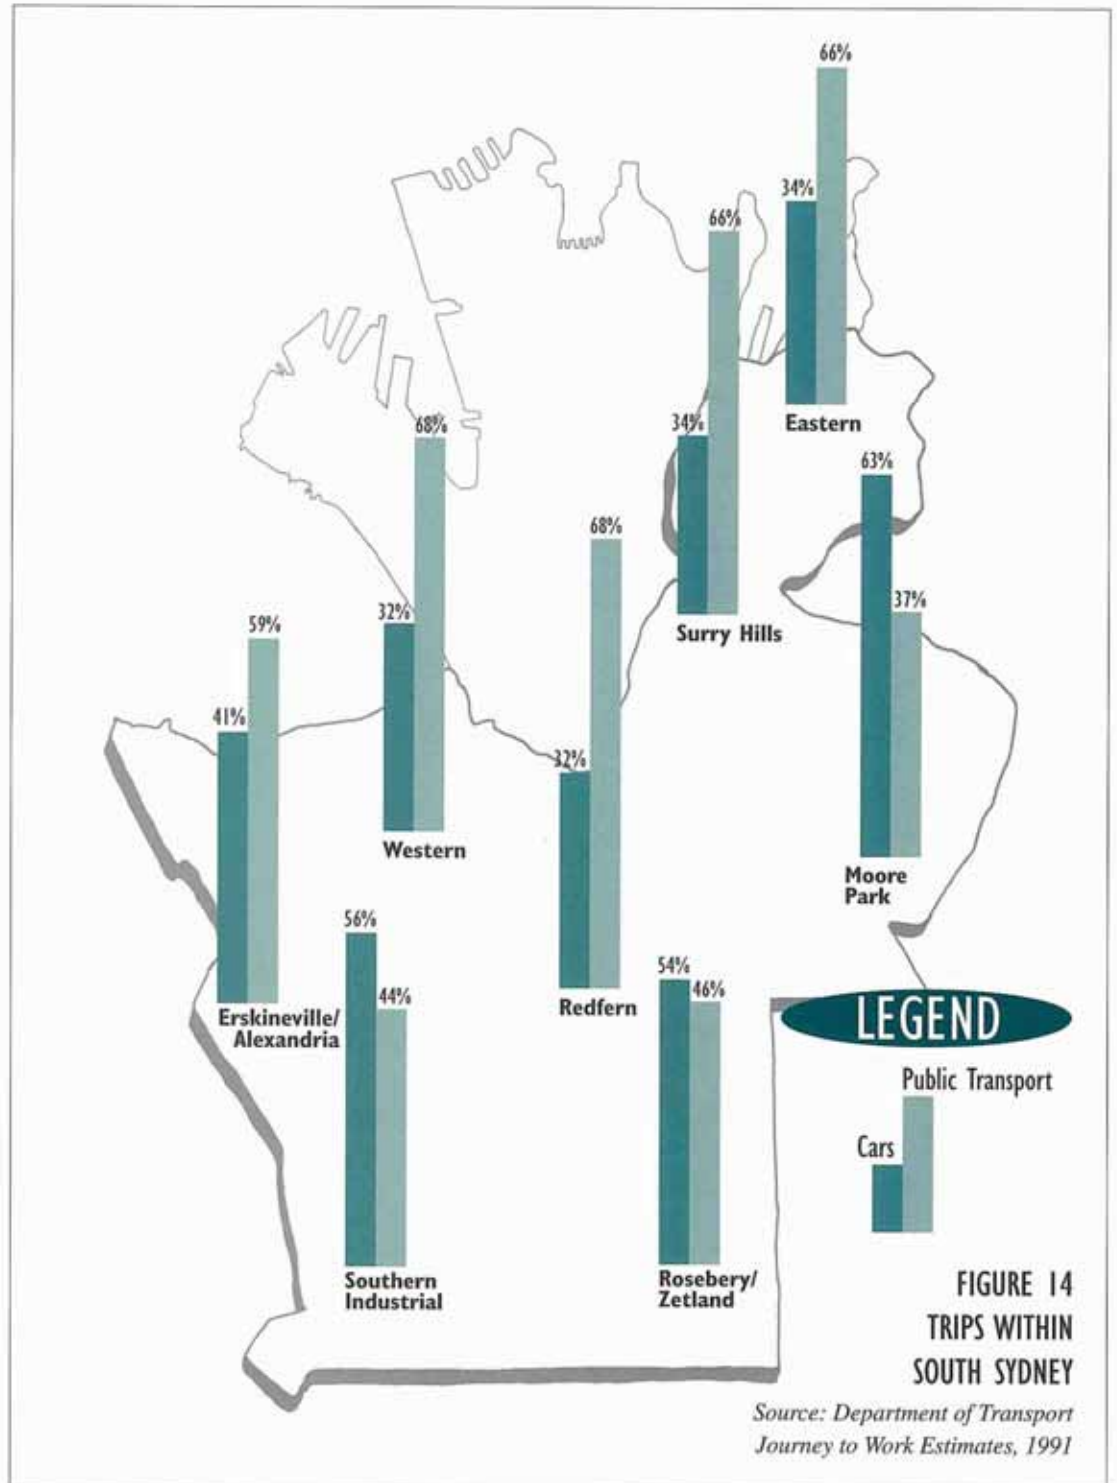 66%
34%
Eastern
66%
34%
Surry Hills
63%
37%
Moore
Park
68%
32%
Western
68%
32%
Redfern
59%
41%
Erskineville/
Alexandria
56%
44%
Southern
Industrial
54%
46%
Rosebery/
Zetland
LEGEND
Public Transport
Cars
FIGURE 14
TRIPS WITHIN
SOUTH SYDNEY
Source: Department of Transport
Journey to Work Estimates, 1991